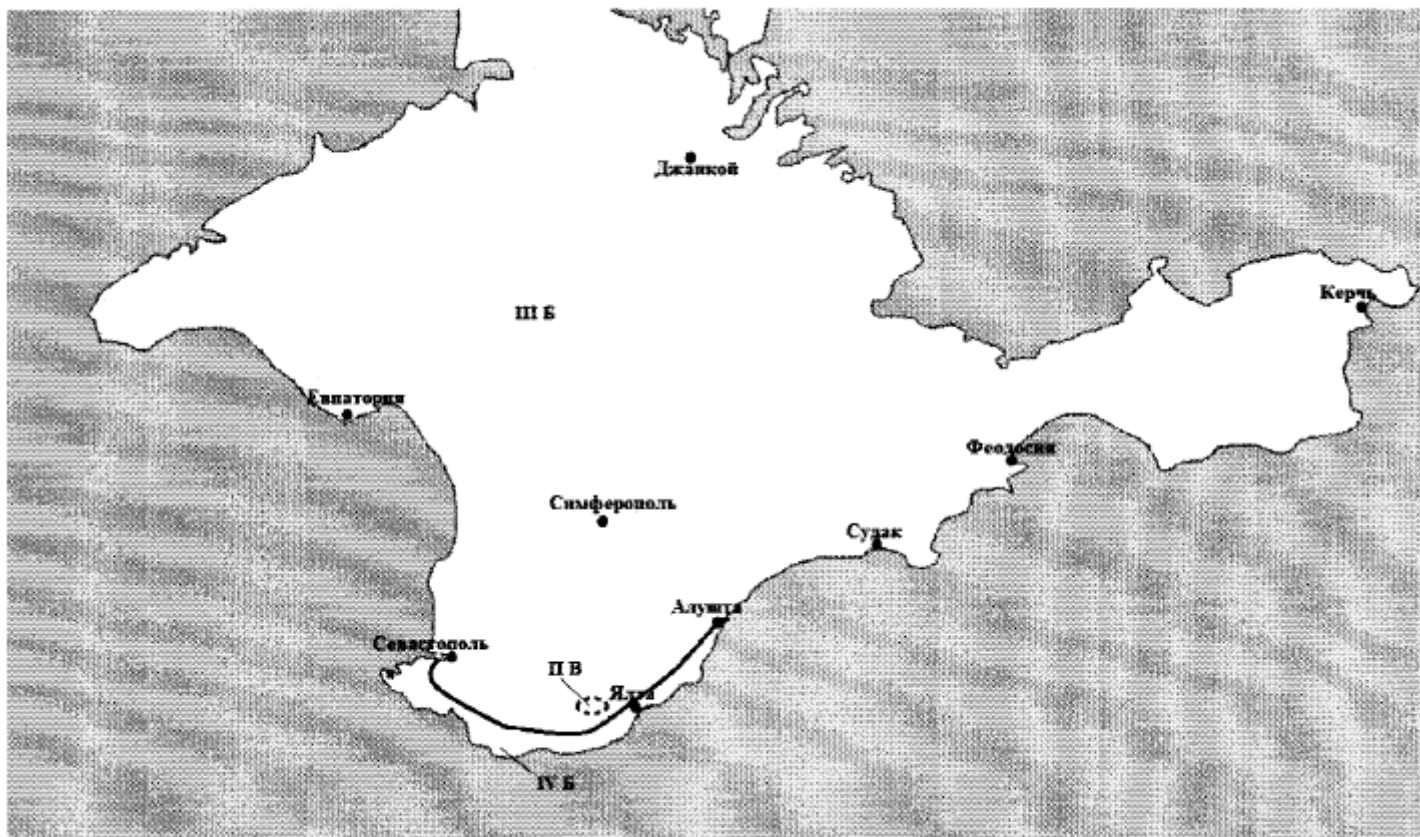 Джанкой
Керчь
III Б
Евпатория
Феодосия
Симферополь
Судак
Алушта
Севастополь
II В
Ялта
IV Б